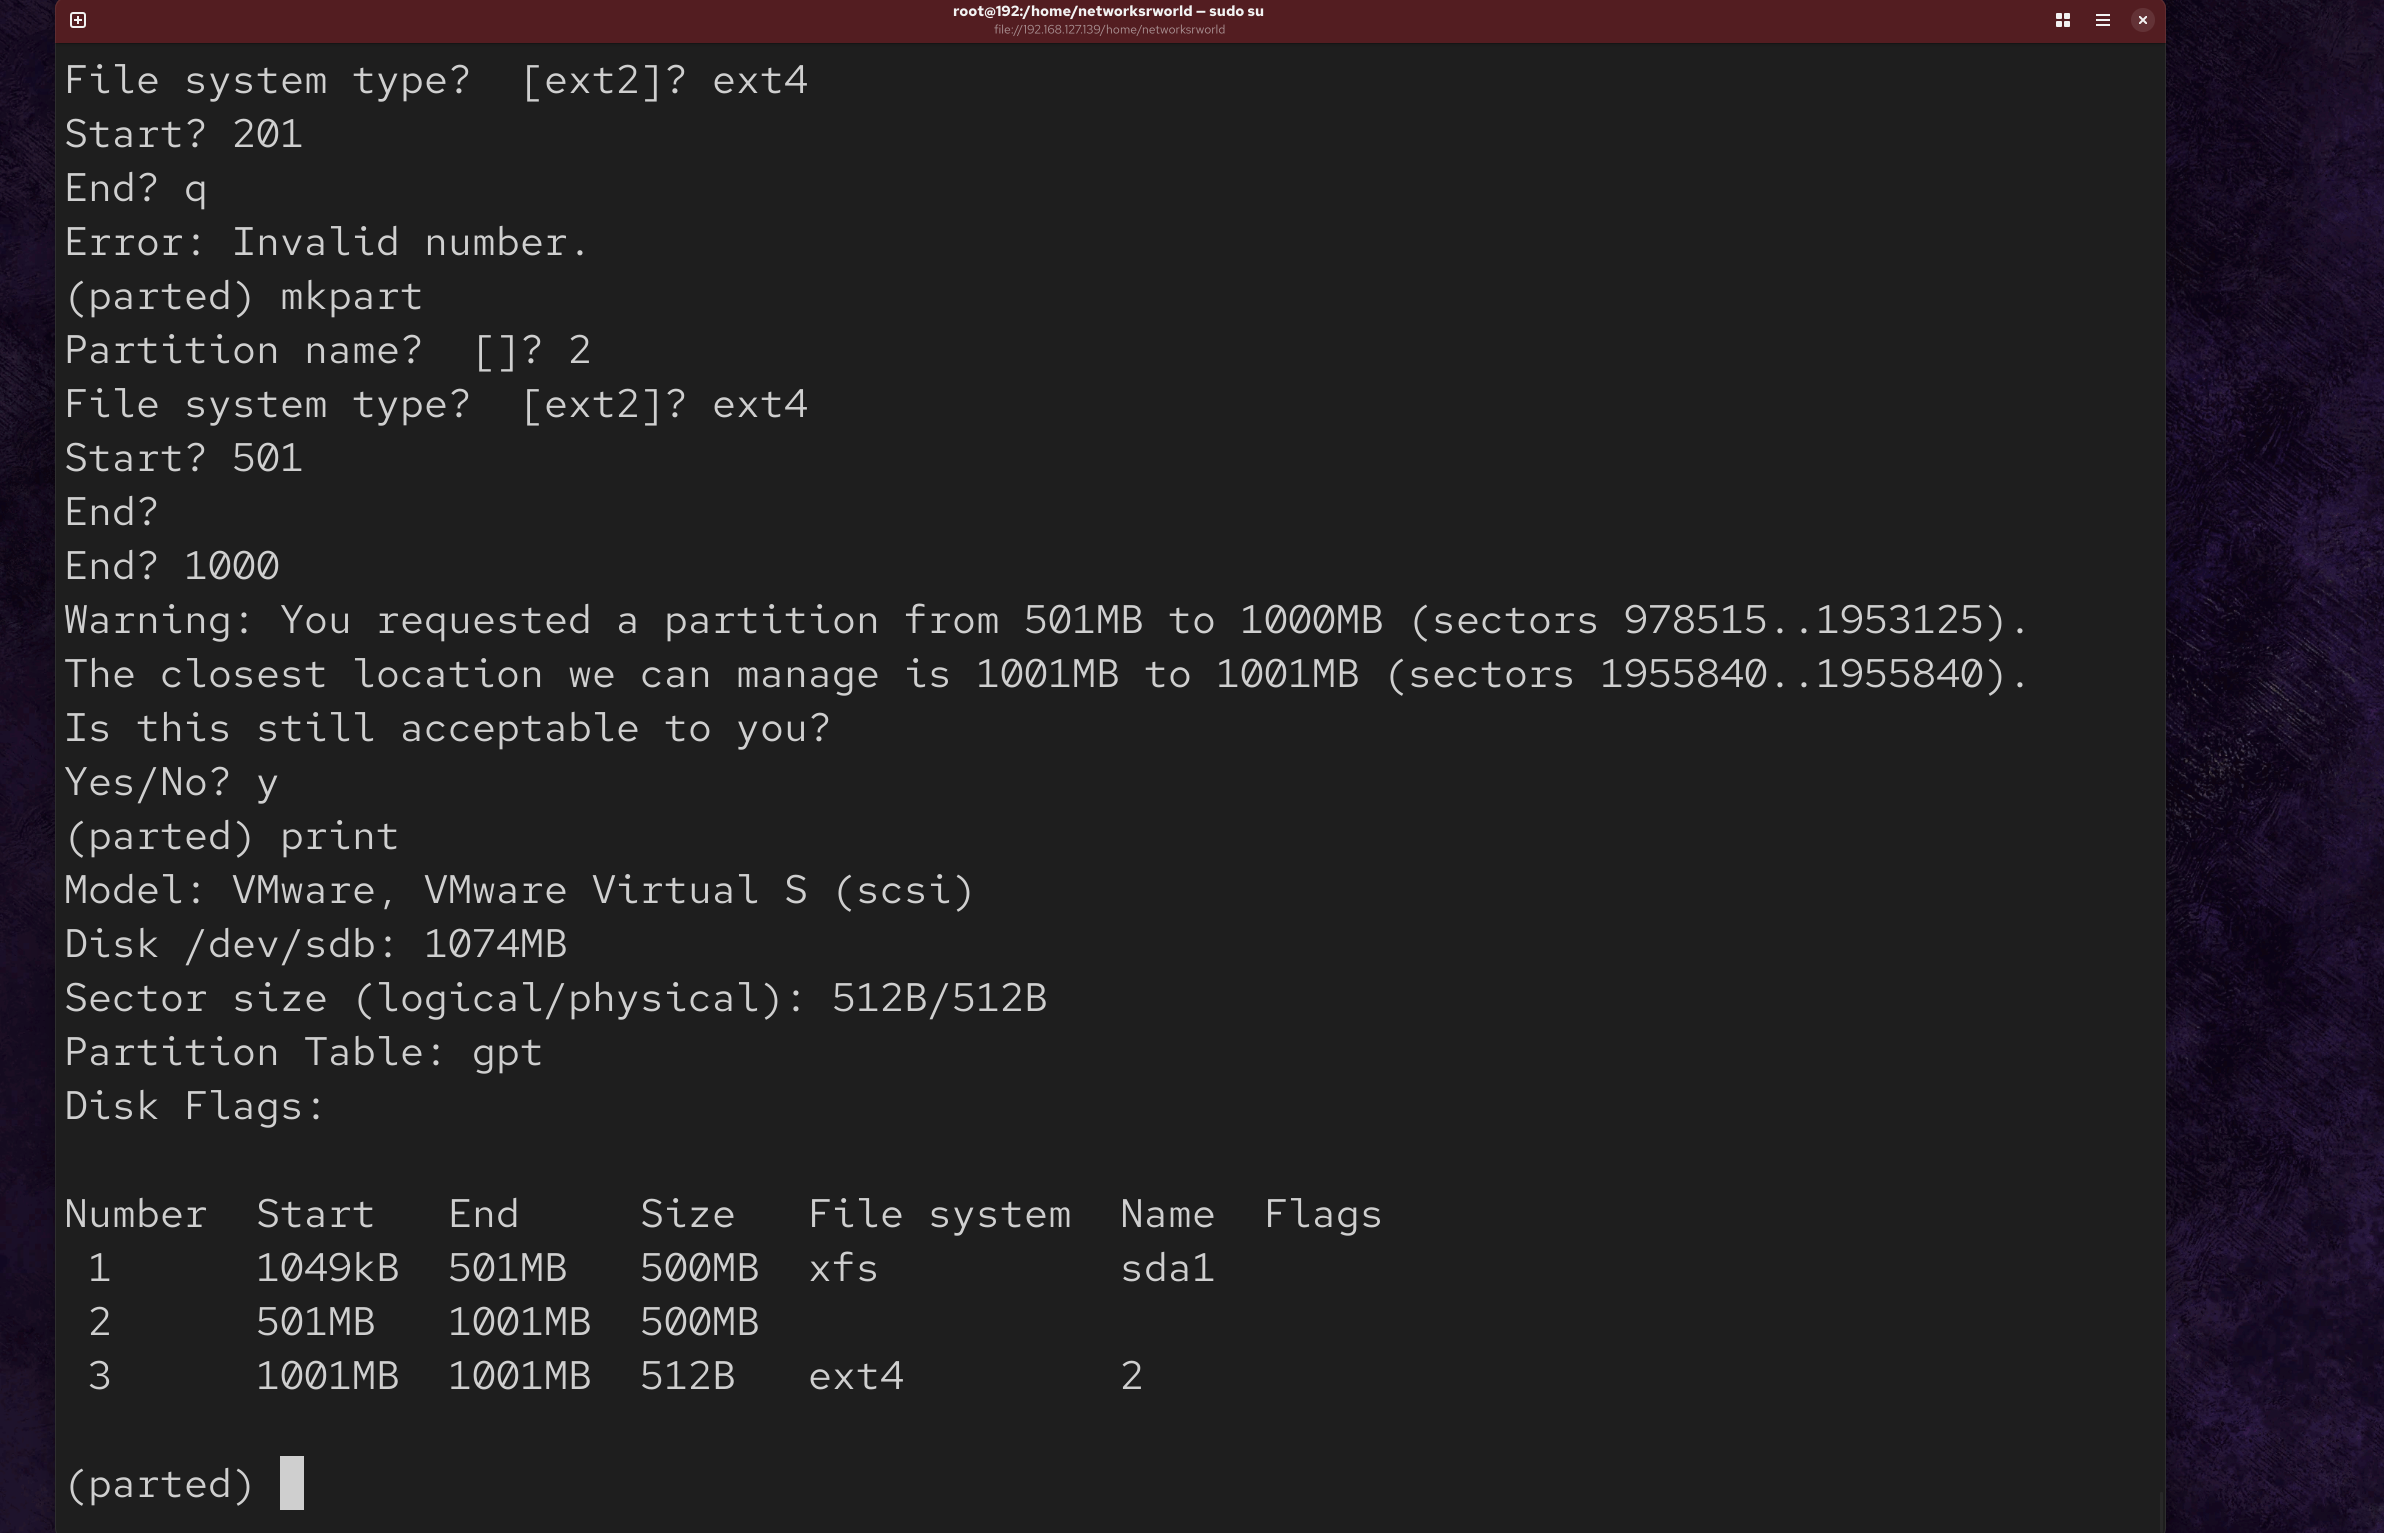 root@192:/home/networksrworld — sudo su
file://192.168.127.139/home/networksrworld
File system type?  [ext2]? ext4
Start? 201
End? q
Error: Invalid number.
(parted) mkpart
Partition name?  []? 2
File system type?  [ext2]? ext4
Start? 501
End?
End? 1000
Warning: You requested a partition from 501MB to 1000MB (sectors 978515..1953125).
The closest location we can manage is 1001MB to 1001MB (sectors 1955840..1955840).
Is this still acceptable to you?
Yes/No? y
(parted) print
Model: VMware, VMware Virtual S (scsi)
Disk /dev/sdb: 1074MB
Sector size (logical/physical): 512B/512B
Partition Table: gpt
Disk Flags:
Number  Start   End     Size   File system  Name  Flags
 1      1049kB  501MB   500MB  xfs          sda1
 2      501MB   1001MB  500MB
 3      1001MB  1001MB  512B   ext4         2
(parted)